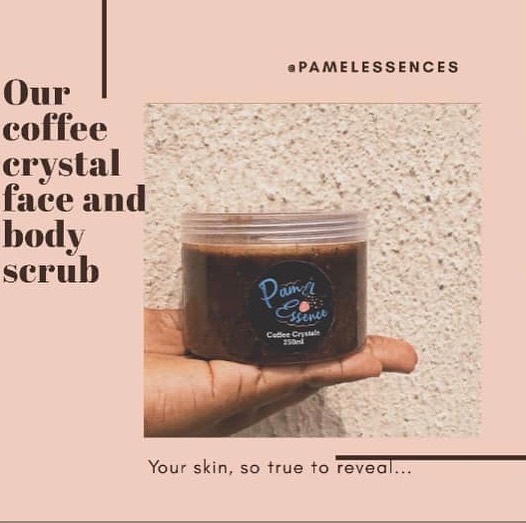 @PAMELESSENCES
Our
coffee
crystal
face and
body
scrub
Pamel
Essence
Coffee Crystals
250ml
Your skin, so true to reveal...